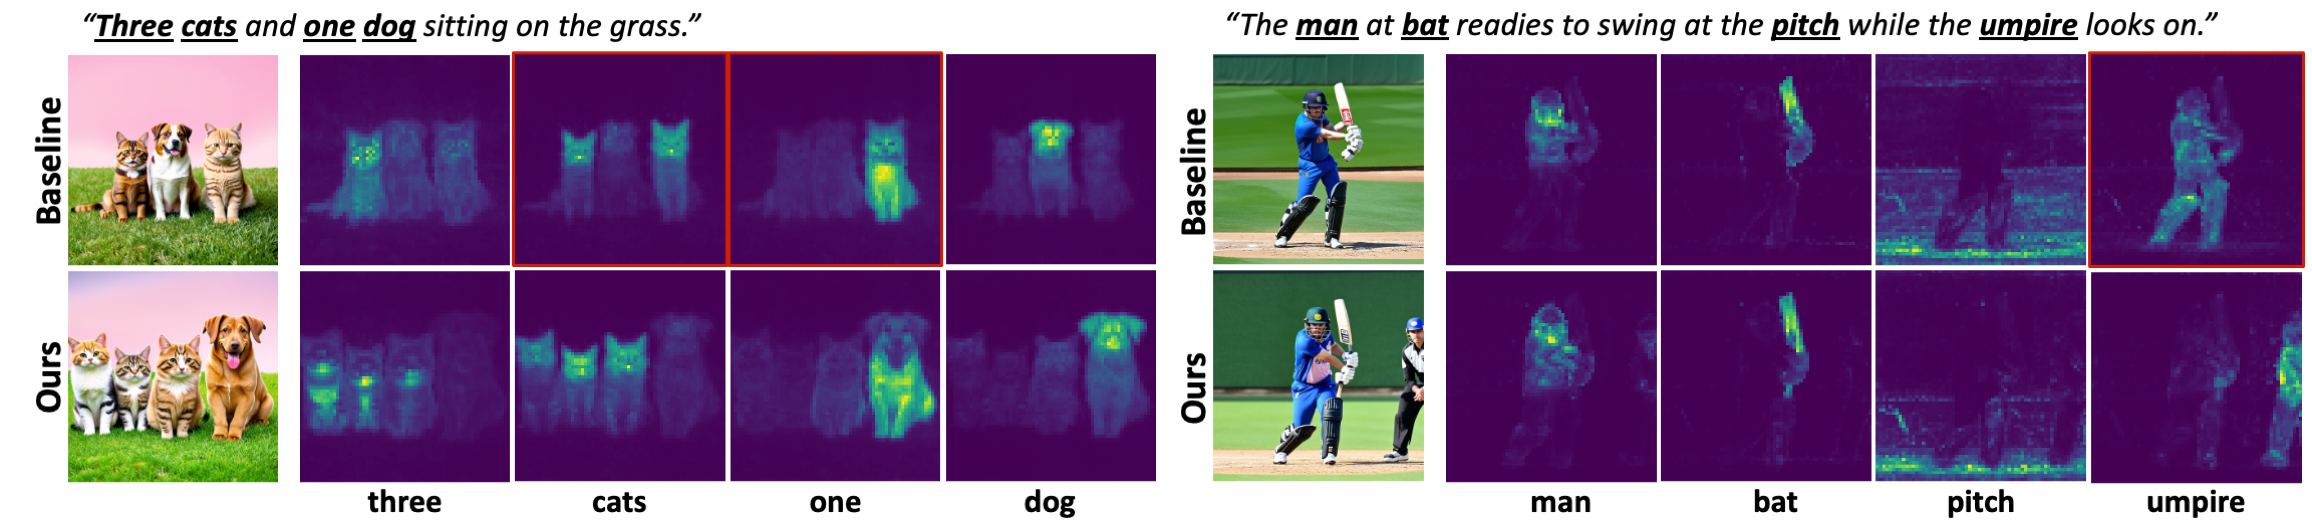 “Three cats and one dog sitting on the grass.”
“The man at bat readies to swing at the pitch while the umpire looks on.”
Baseline
Baseline
Ours
Ours
three cats one dog
man bat pitch umpire